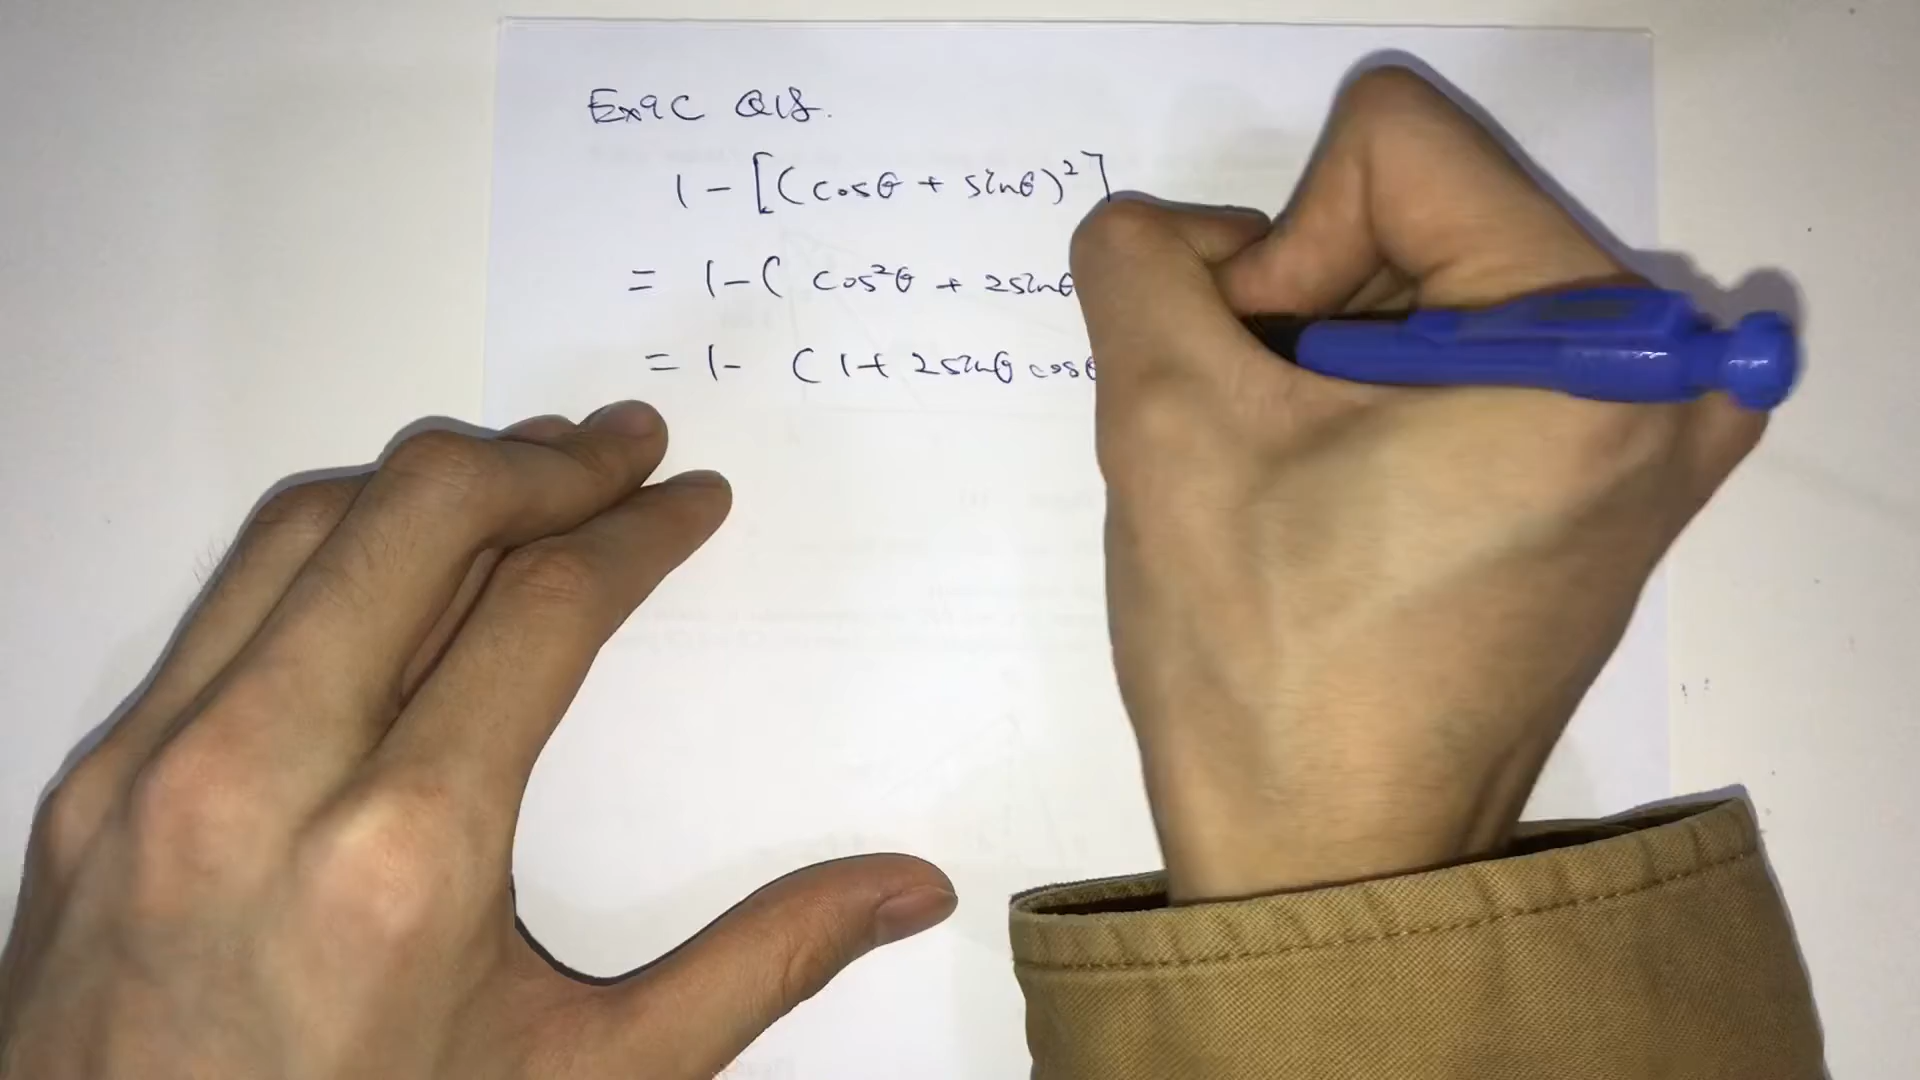 Ex9C Q18.
1 - [(cosθ + sinθ)²]
= 1 - ( cos²θ + 2sinθ
= 1 - ( 1 + 2sinθ cosθ